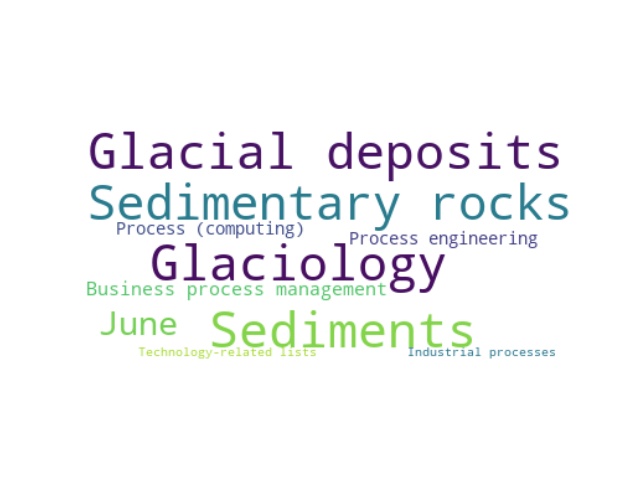 Glacial deposits
Sedimentary rocks
Process (computing)
Process engineering
Glaciology
Business process management
June
Sediments
Technology-related lists
Industrial processes